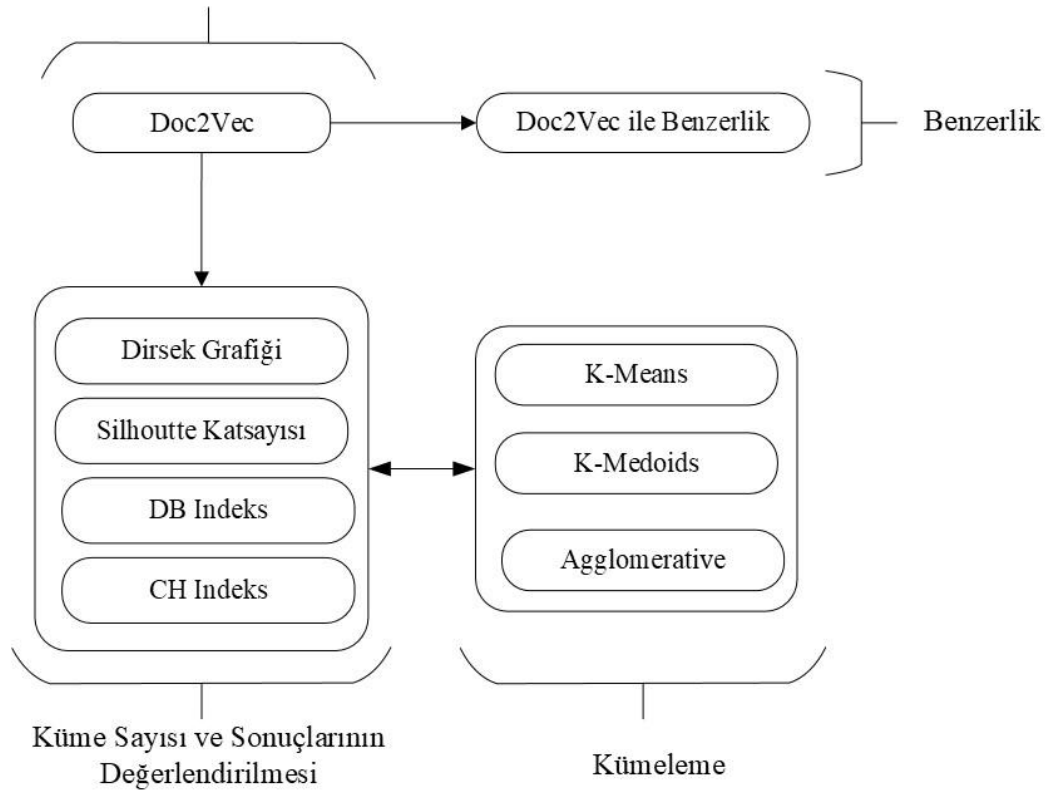 Doc2Vec
Doc2Vec ile Benzerlik
Benzerlik
Dirsek Grafiği
Silhoutte Katsayısı
DB Indeks
CH Indeks
K-Means
K-Medoids
Agglomerative
Küme Sayısı ve Sonuçlarının
Değerlendirilmesi
Kümeleme